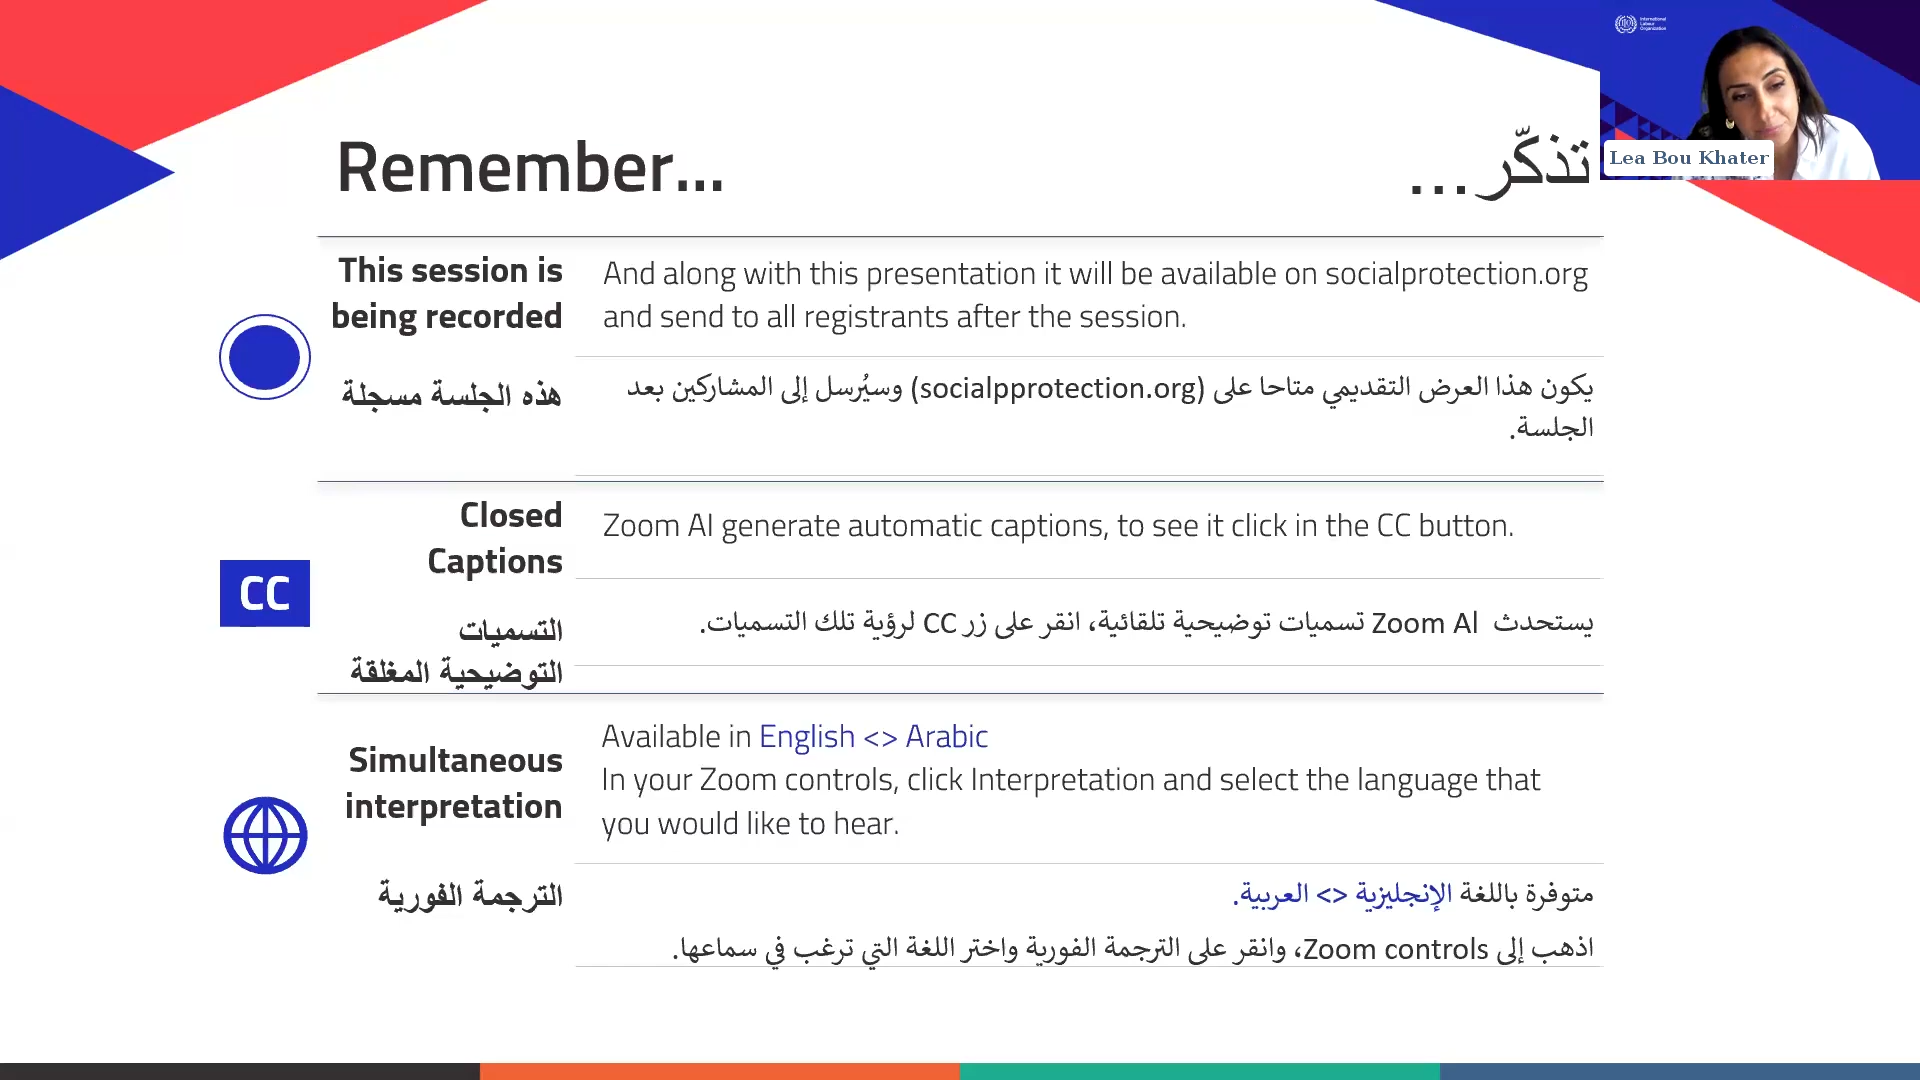 International
Labour
Organization
Lea Bou Khater
Remember...
تذكّر...
This session is
being recorded
And along with this presentation it will be available on socialprotection.org
and send to all registrants after the session.
هذه الجلسة مسجلة
يكون هذا العرض التقديمي متاحا على (socialpprotection.org) وسيُرسل إلى المشاركين بعد
الجلسة.
Closed
Captions
Zoom AI generate automatic captions, to see it click in the CC button.
CC
التسميات
التوضيحية المغلقة
يستحدث Zoom Al تسميات توضيحية تلقائية، انقر على زر CC لرؤية تلك التسميات.
Simultaneous
interpretation
Available in English <> Arabic
In your Zoom controls, click Interpretation and select the language that
you would like to hear.
الترجمة الفورية
متوفرة باللغة الإنجليزية <> العربية.
اذهب إلى Zoom controls، وانقر على الترجمة الفورية واختر اللغة التي ترغب في سماعها.